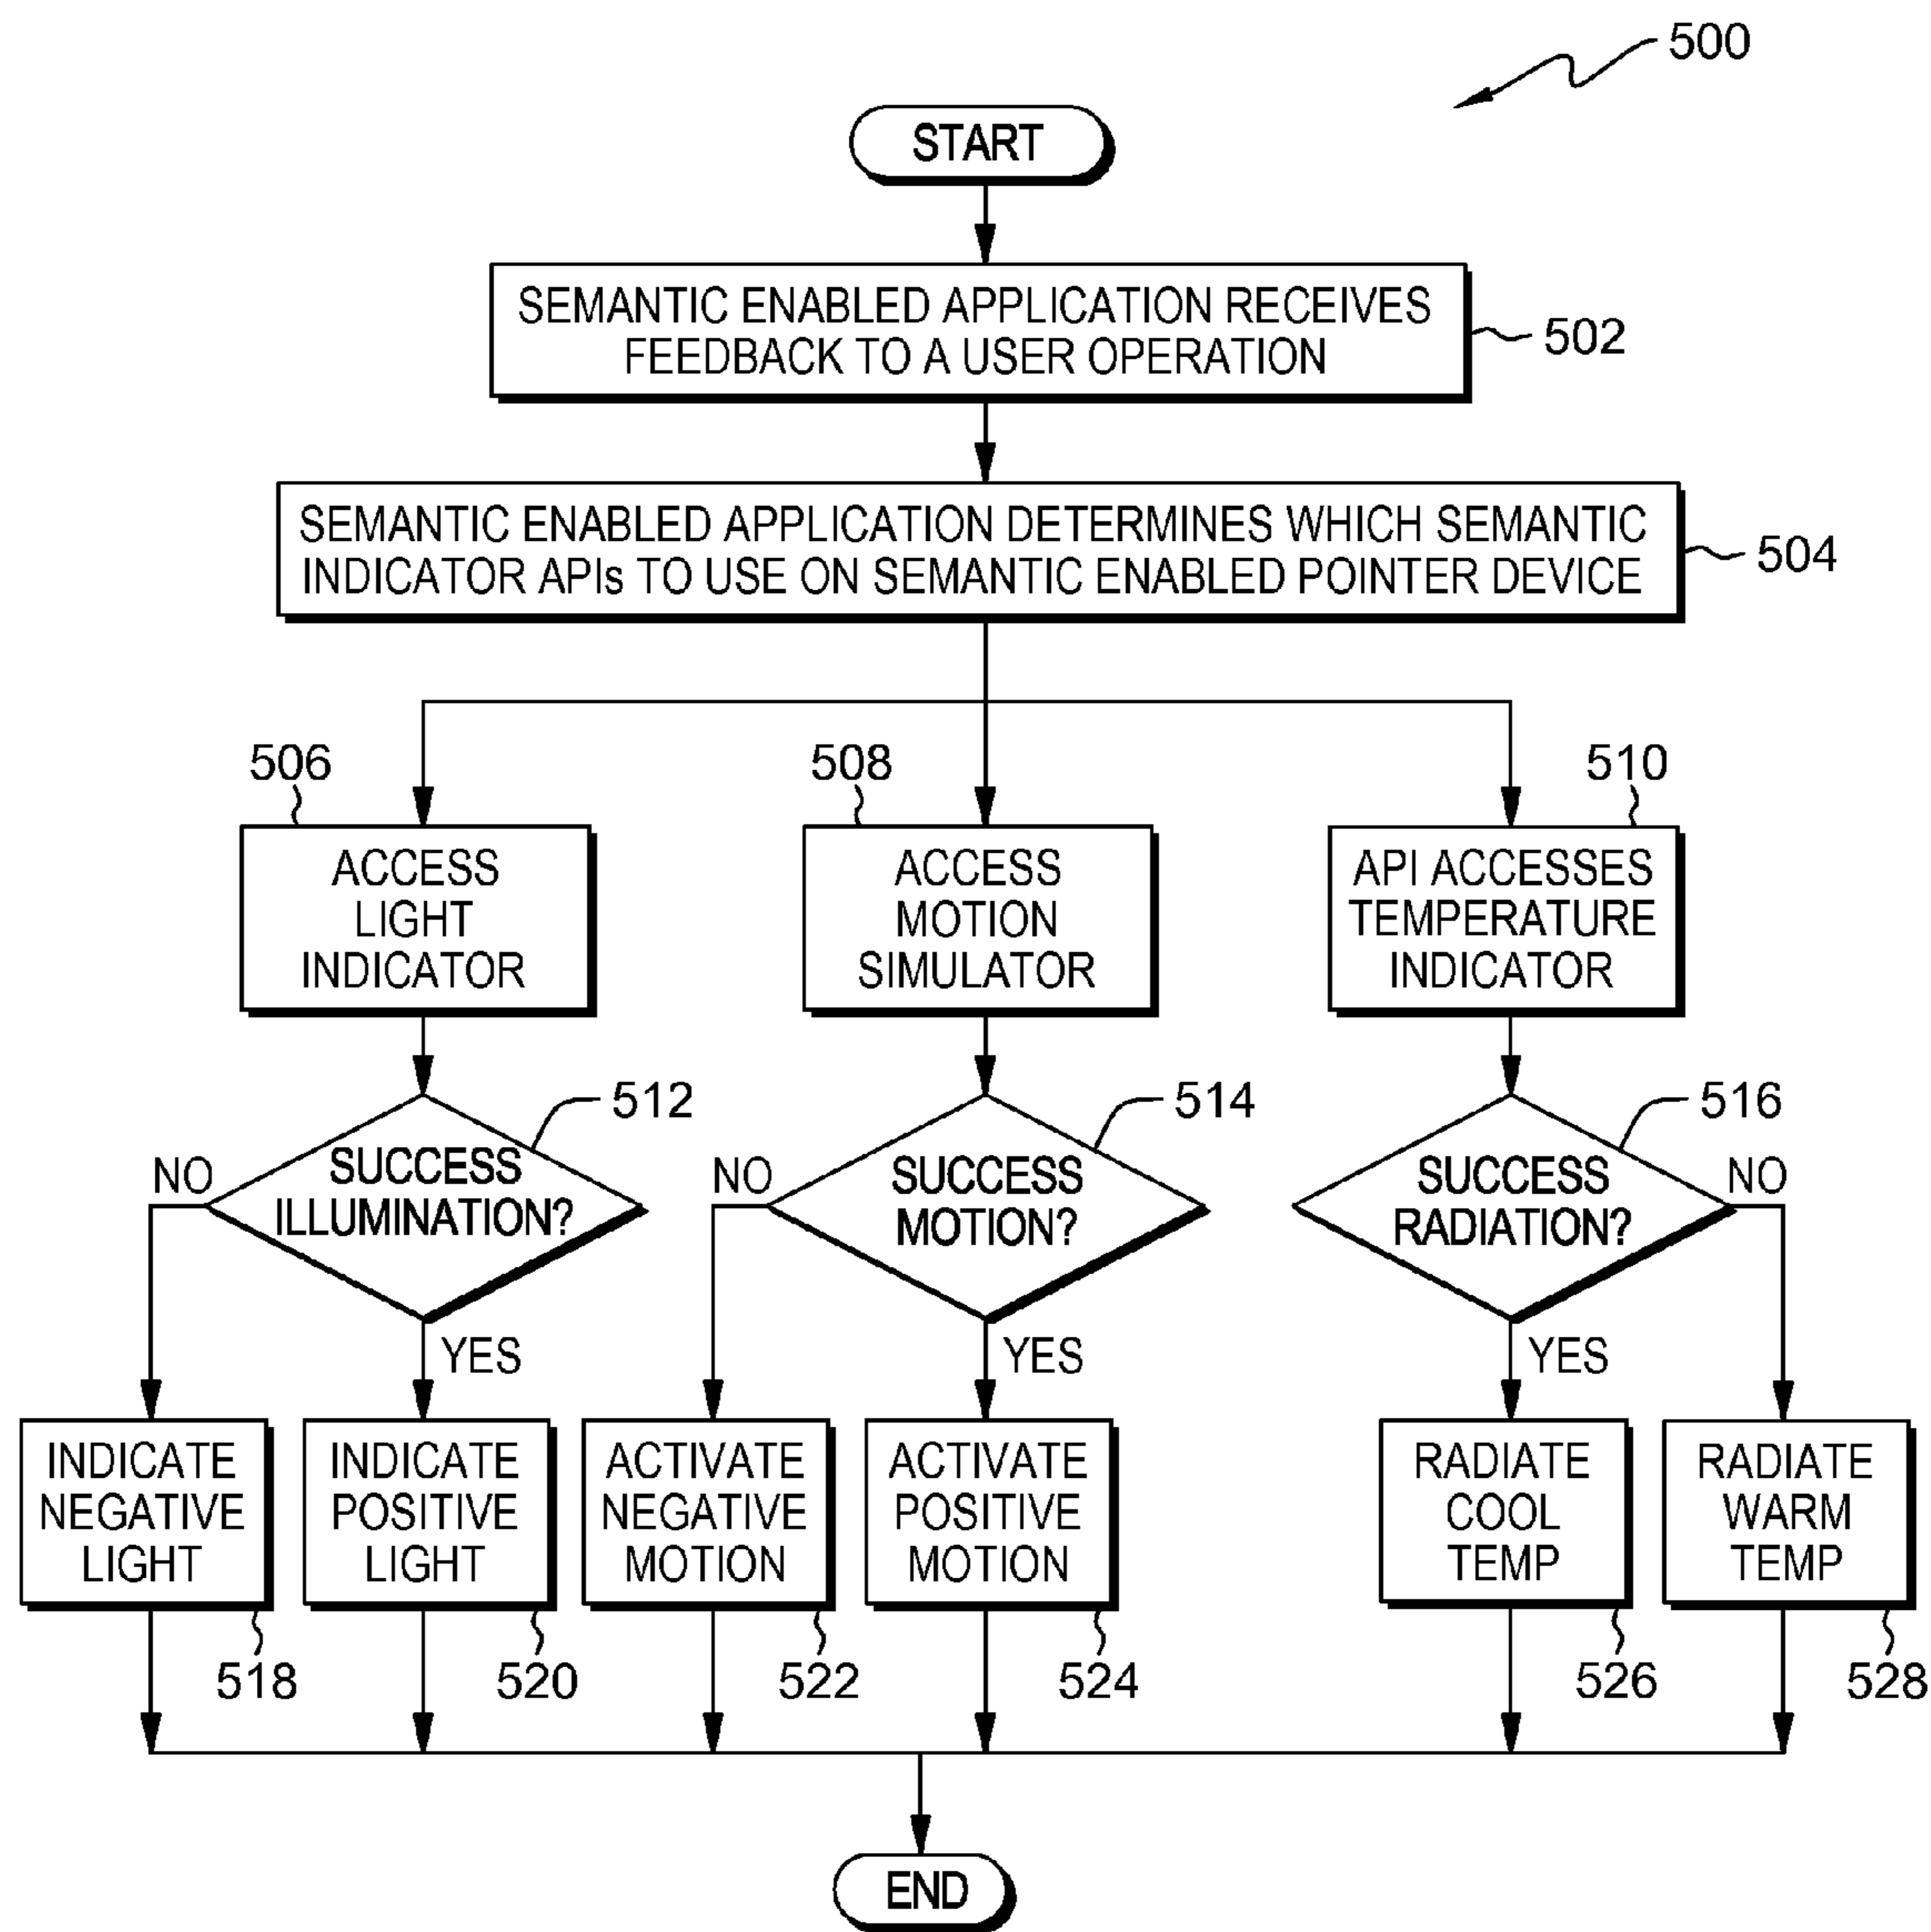 500
START
SEMANTIC ENABLED APPLICATION RECEIVES
FEEDBACK TO A USER OPERATION
502
SEMANTIC ENABLED APPLICATION DETERMINES WHICH SEMANTIC
INDICATOR APIs TO USE ON SEMANTIC ENABLED POINTER DEVICE
504
506
ACCESS
LIGHT
INDICATOR
508
ACCESS
MOTION
SIMULATOR
510
API ACCESSES
TEMPERATURE
INDICATOR
512
SUCCESS
ILLUMINATION?
NO
YES
514
SUCCESS
MOTION?
NO
YES
516
SUCCESS
RADIATION?
YES
NO
INDICATE
NEGATIVE
LIGHT
518
INDICATE
POSITIVE
LIGHT
520
ACTIVATE
NEGATIVE
MOTION
522
ACTIVATE
POSITIVE
MOTION
524
RADIATE
COOL
TEMP
526
RADIATE
WARM
TEMP
528
END